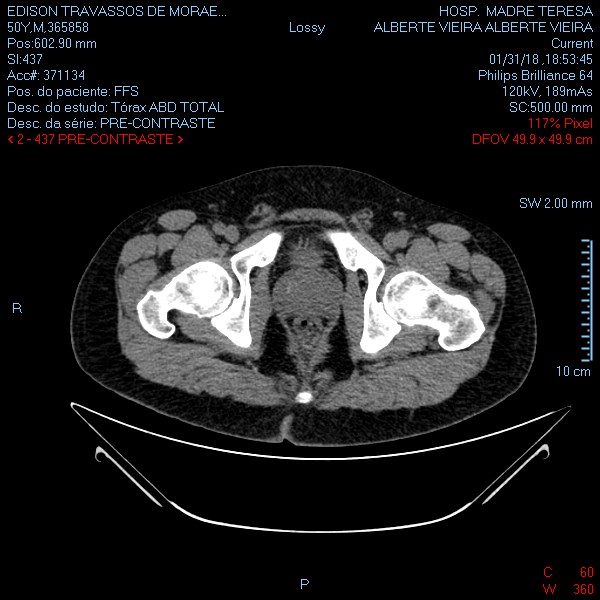 EDISON TRAVASSOS DE MORAE...
50Y,M,365858
Pos:602.90 mm
SI:437
Acc#: 371134
Pos. do paciente: FFS
Desc. do estudo: Tórax ABD TOTAL
Desc. da série: PRE-CONTRASTE
< 2 - 437 PRE-CONTRASTE >
Lossy
HOSP. MADRE TERESA
ALBERTE VIEIRA ALBERTE VIEIRA
Current
01/31/18 ,18:53:45
Philips Brilliance 64
120kV, 189mAs
SC:500.00 mm
117% Pixel
DFOV 49.9 x 49.9 cm
SW 2.00 mm
R
10 cm
P
C 60
W 360